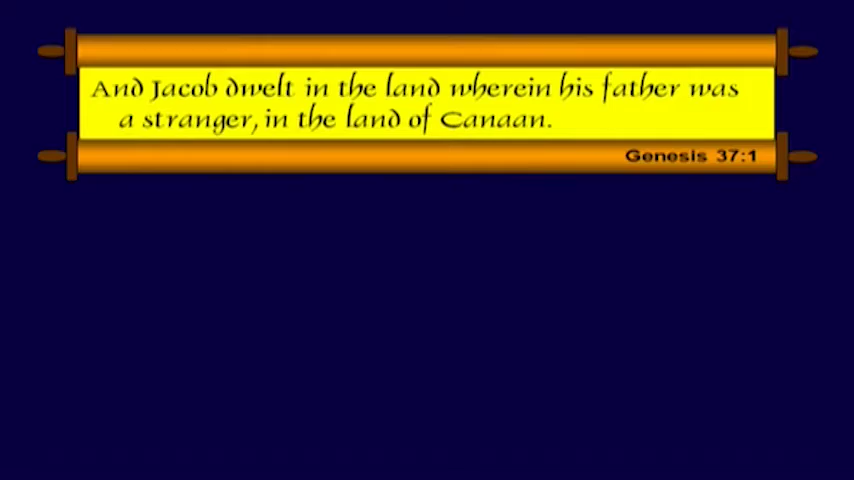 And Jacob dwelt in the land wherein his father was
a stranger, in the land of Canaan.
Genesis 37:1